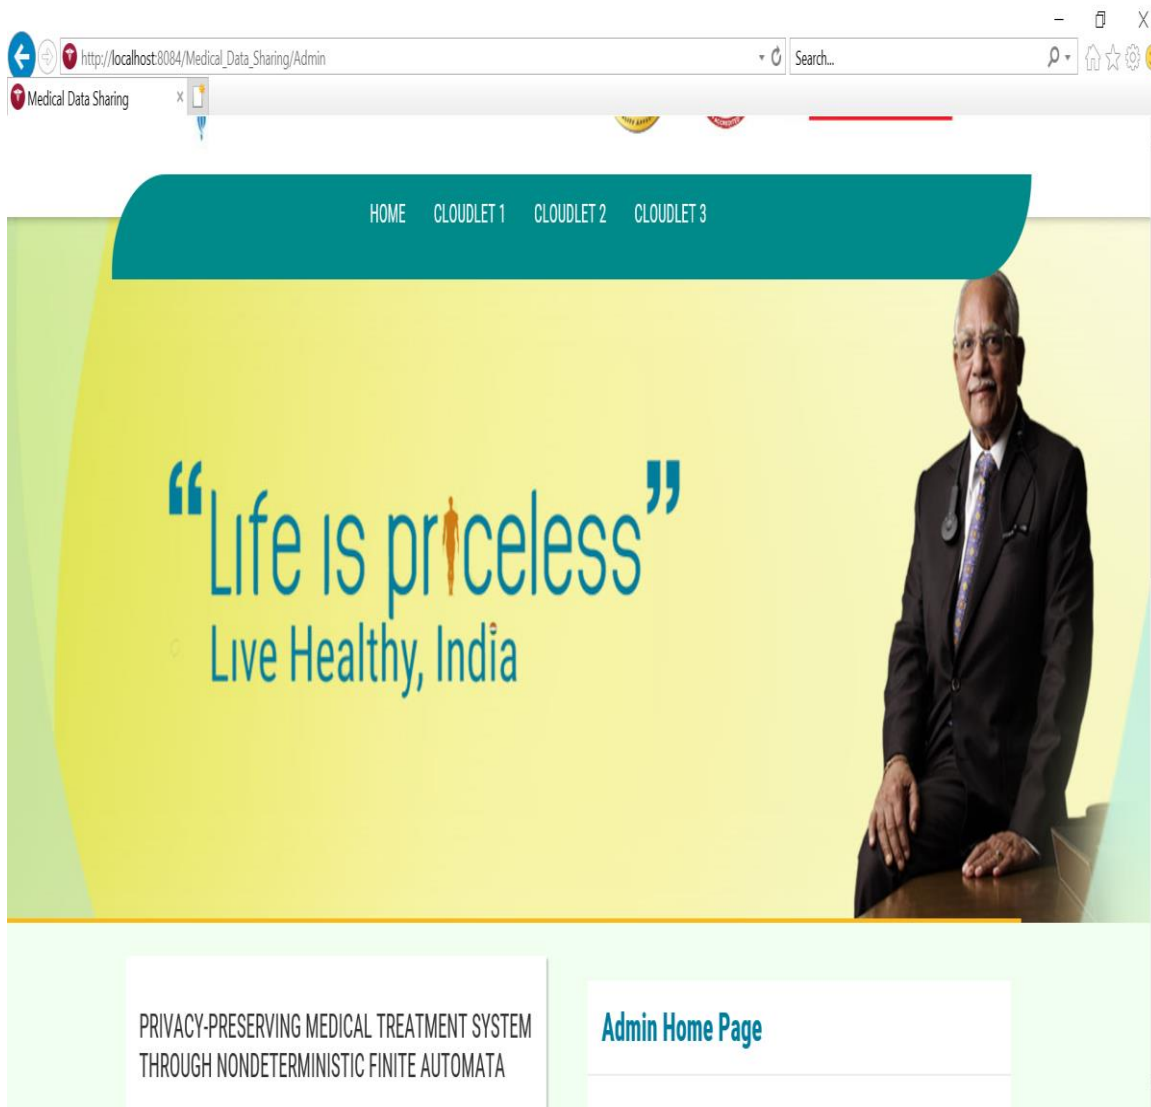 http://localhost:8084/Medical_Data_Sharing/Admin
Search...
Medical Data Sharing
ACCREDITED
HOME CLOUDLET 1 CLOUDLET 2 CLOUDLET 3
“Life is priceless”
Live Healthy, India
PRIVACY-PRESERVING MEDICAL TREATMENT SYSTEM
THROUGH NONDETERMINISTIC FINITE AUTOMATA
Admin Home Page